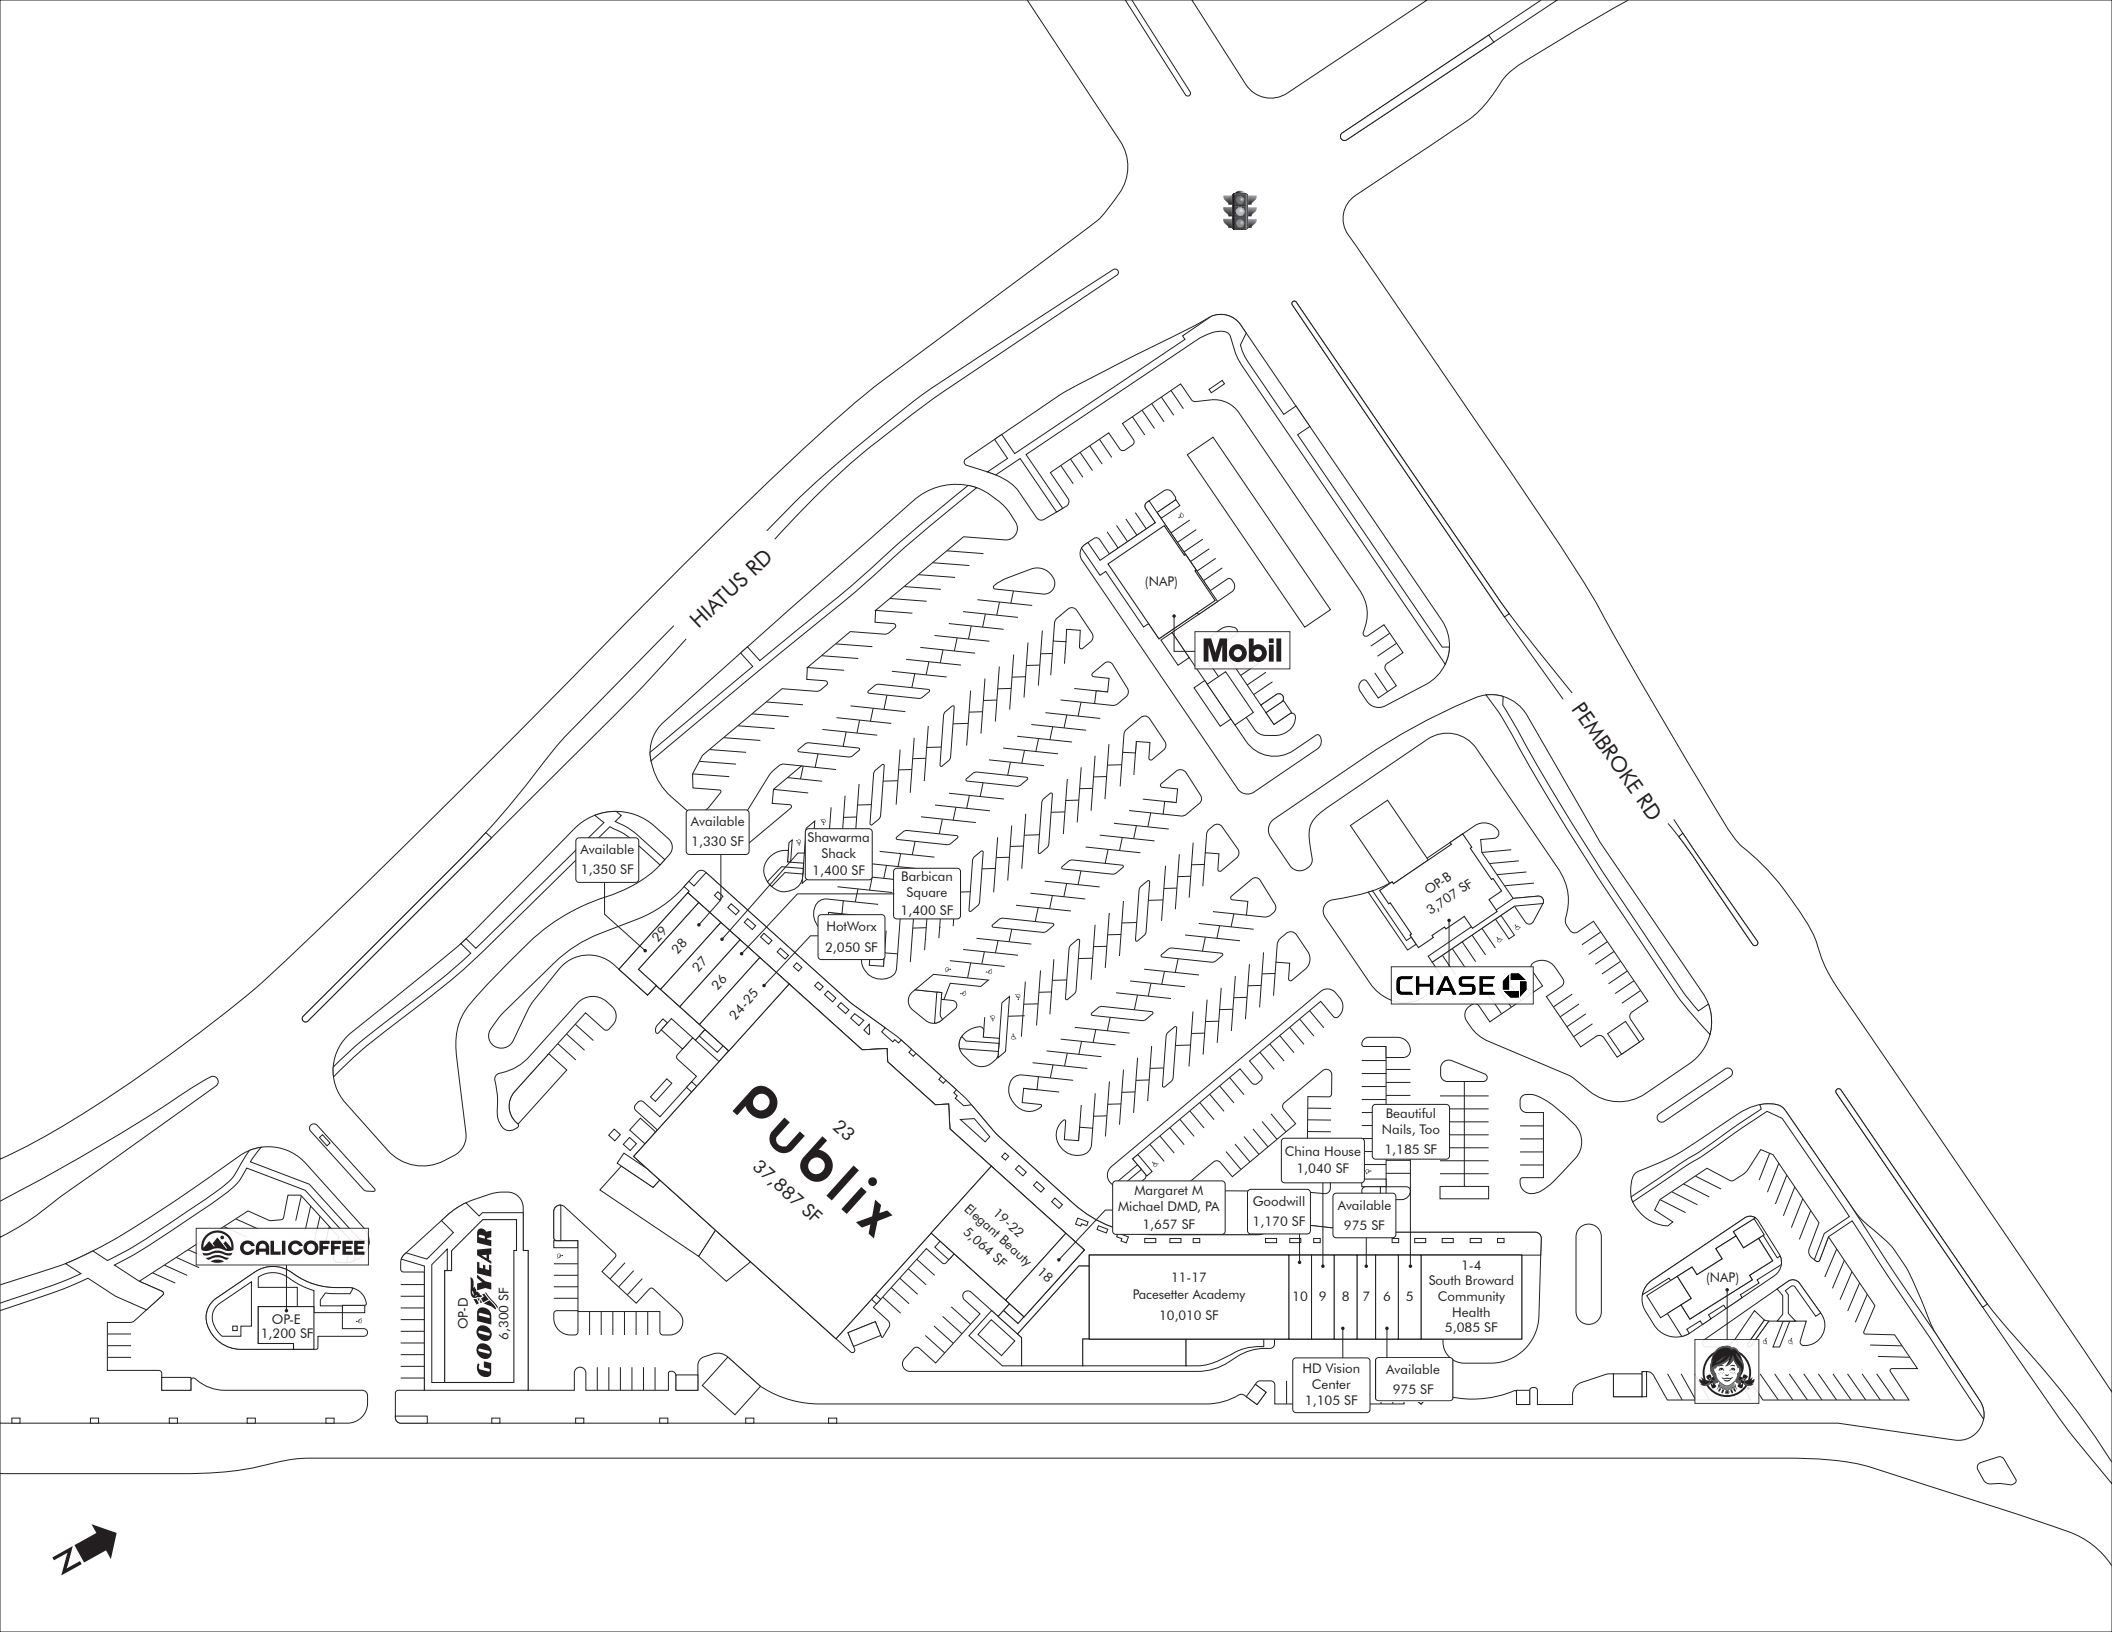 HIATUS RD
PEMBROKE RD
(NAP)
Mobil
Available
1,350 SF
Available
1,330 SF
Shawarma
Shack
1,400 SF
Barbican
Square
1,400 SF
HotWorx
2,050 SF
29
28
27
26
24-25
OP-B
3,707 SF
CHASE
publix
23
37,887 SF
19-22
Elegant Beauty
5,064 SF
18
Margaret M
Michael DMD, PA
1,657 SF
Goodwill
1,170 SF
China House
1,040 SF
Available
975 SF
Beautiful
Nails, Too
1,185 SF
11-17
Pacesetter Academy
10,010 SF
10
9
8
7
6
5
1-4
South Broward
Community
Health
5,085 SF
HD Vision
Center
1,105 SF
Available
975 SF
(NAP)
CALI COFFEE
OP-E
1,200 SF
OP-D
GOODYEAR
6,300 SF
N